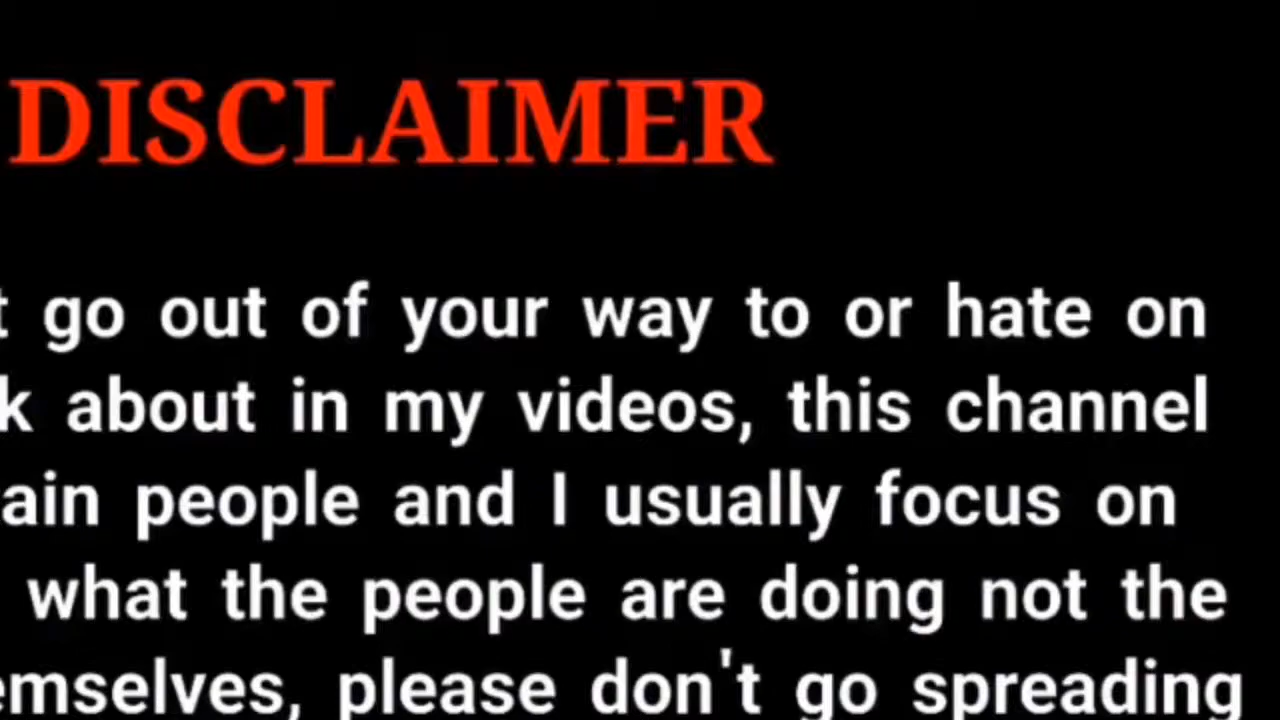 DISCLAIMER
go out of your way to or hate on
about in my videos, this channel
people and I usually focus on
what the people are doing not the
please don't go spreading